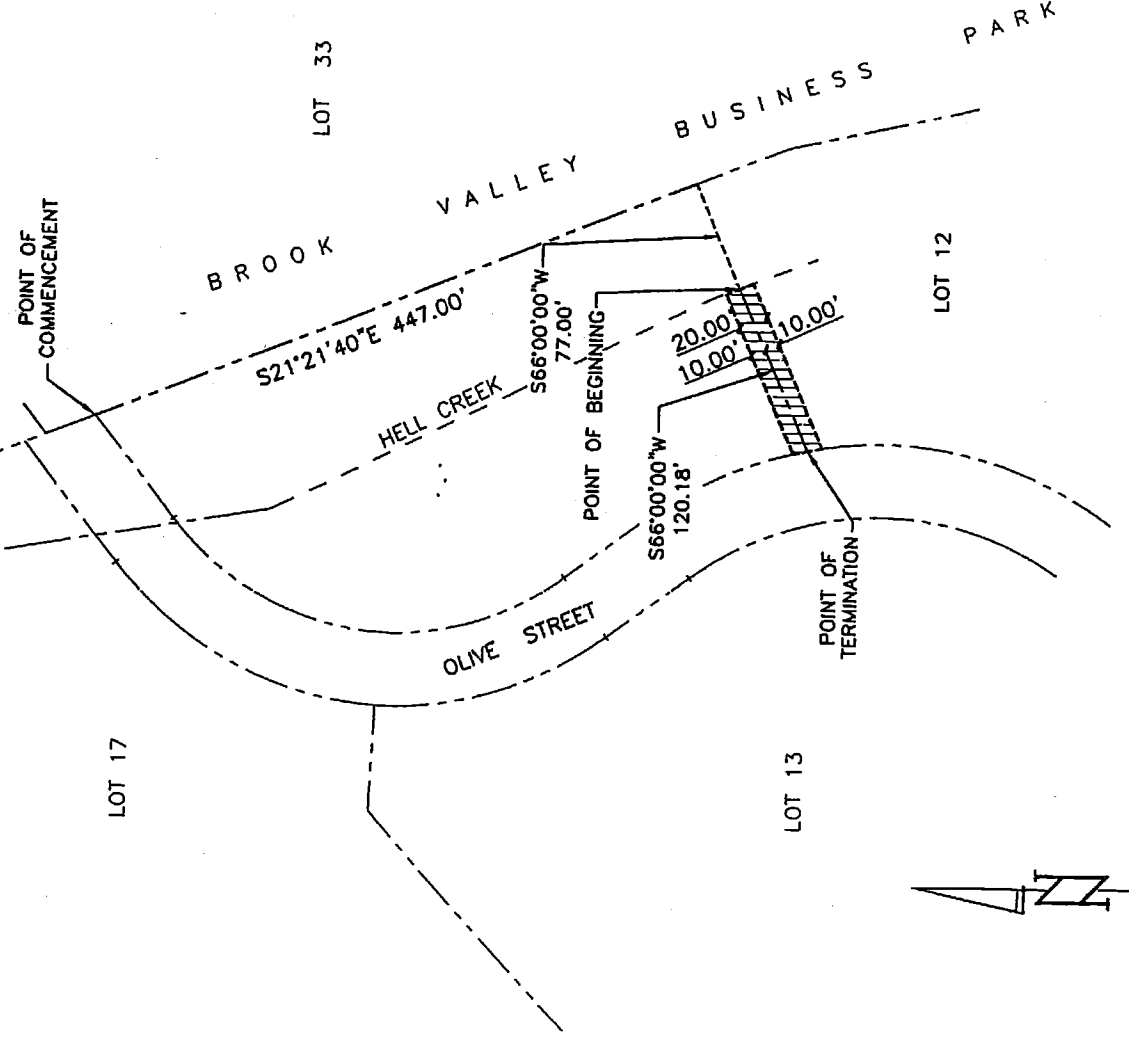 PARK
LOT 33
BUSINESS
POINT OF
COMMENCEMENT
VALLEY
BROOK
S21°21'40"E 447.00'
S66°00'00"W
77.00'
HELL CREEK
POINT OF BEGINNING
20.00'
10.00'
10.00'
LOT 12
S66°00'00"W
120.18'
POINT OF
TERMINATION
OLIVE STREET
LOT 17
LOT 13
N